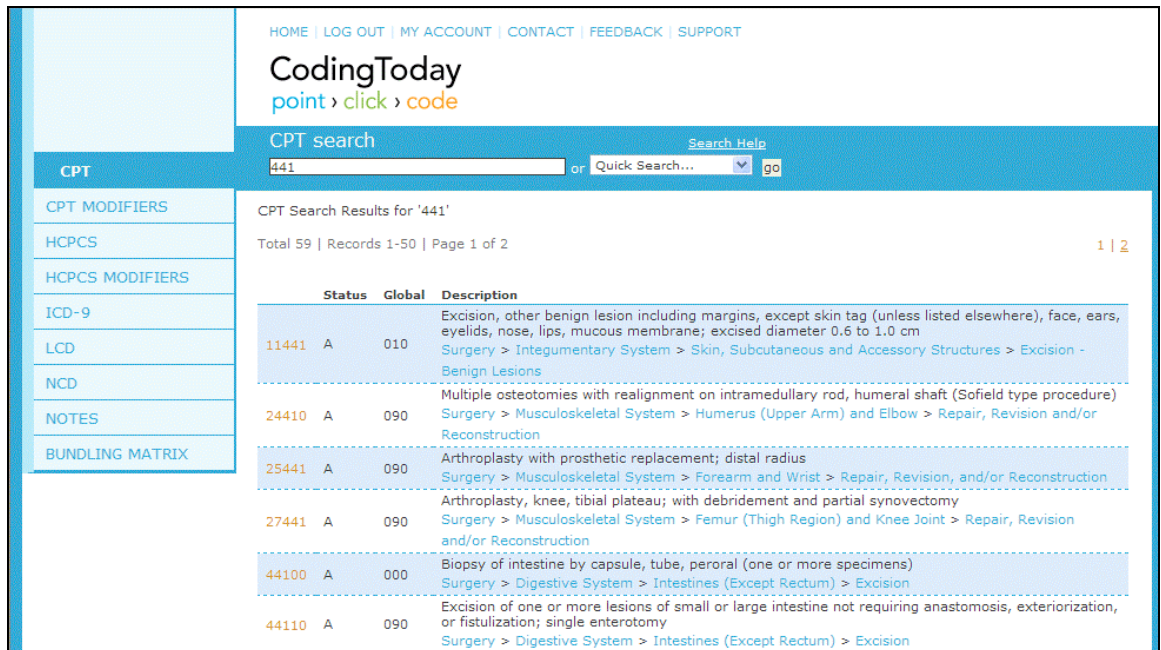 HOME | LOG OUT | MY ACCOUNT | CONTACT | FEEDBACK | SUPPORT
CodingToday
point › click › code
CPT search
Search Help
441 or Quick Search... go
CPT
CPT MODIFIERS
HCPCS
HCPCS MODIFIERS
ICD-9
LCD
NCD
NOTES
BUNDLING MATRIX
CPT Search Results for '441'
Total 59 | Records 1-50 | Page 1 of 2
1 | 2
Status Global Description
11441 A 010
Excision, other benign lesion including margins, except skin tag (unless listed elsewhere), face, ears,
eyelids, nose, lips, mucous membrane; excised diameter 0.6 to 1.0 cm
Surgery > Integumentary System > Skin, Subcutaneous and Accessory Structures > Excision -
Benign Lesions
24410 A 090
Multiple osteotomies with realignment on intramedullary rod, humeral shaft (Sofield type procedure)
Surgery > Musculoskeletal System > Humerus (Upper Arm) and Elbow > Repair, Revision and/or
Reconstruction
25441 A 090
Arthroplasty with prosthetic replacement; distal radius
Surgery > Musculoskeletal System > Forearm and Wrist > Repair, Revision, and/or Reconstruction
27441 A 090
Arthroplasty, knee, tibial plateau; with debridement and partial synovectomy
Surgery > Musculoskeletal System > Femur (Thigh Region) and Knee Joint > Repair, Revision
and/or Reconstruction
44100 A 000
Biopsy of intestine by capsule, tube, peroral (one or more specimens)
Surgery > Digestive System > Intestines (Except Rectum) > Excision
44110 A 090
Excision of one or more lesions of small or large intestine not requiring anastomosis, exteriorization,
or fistulization; single enterotomy
Surgery > Digestive System > Intestines (Except Rectum) > Excision